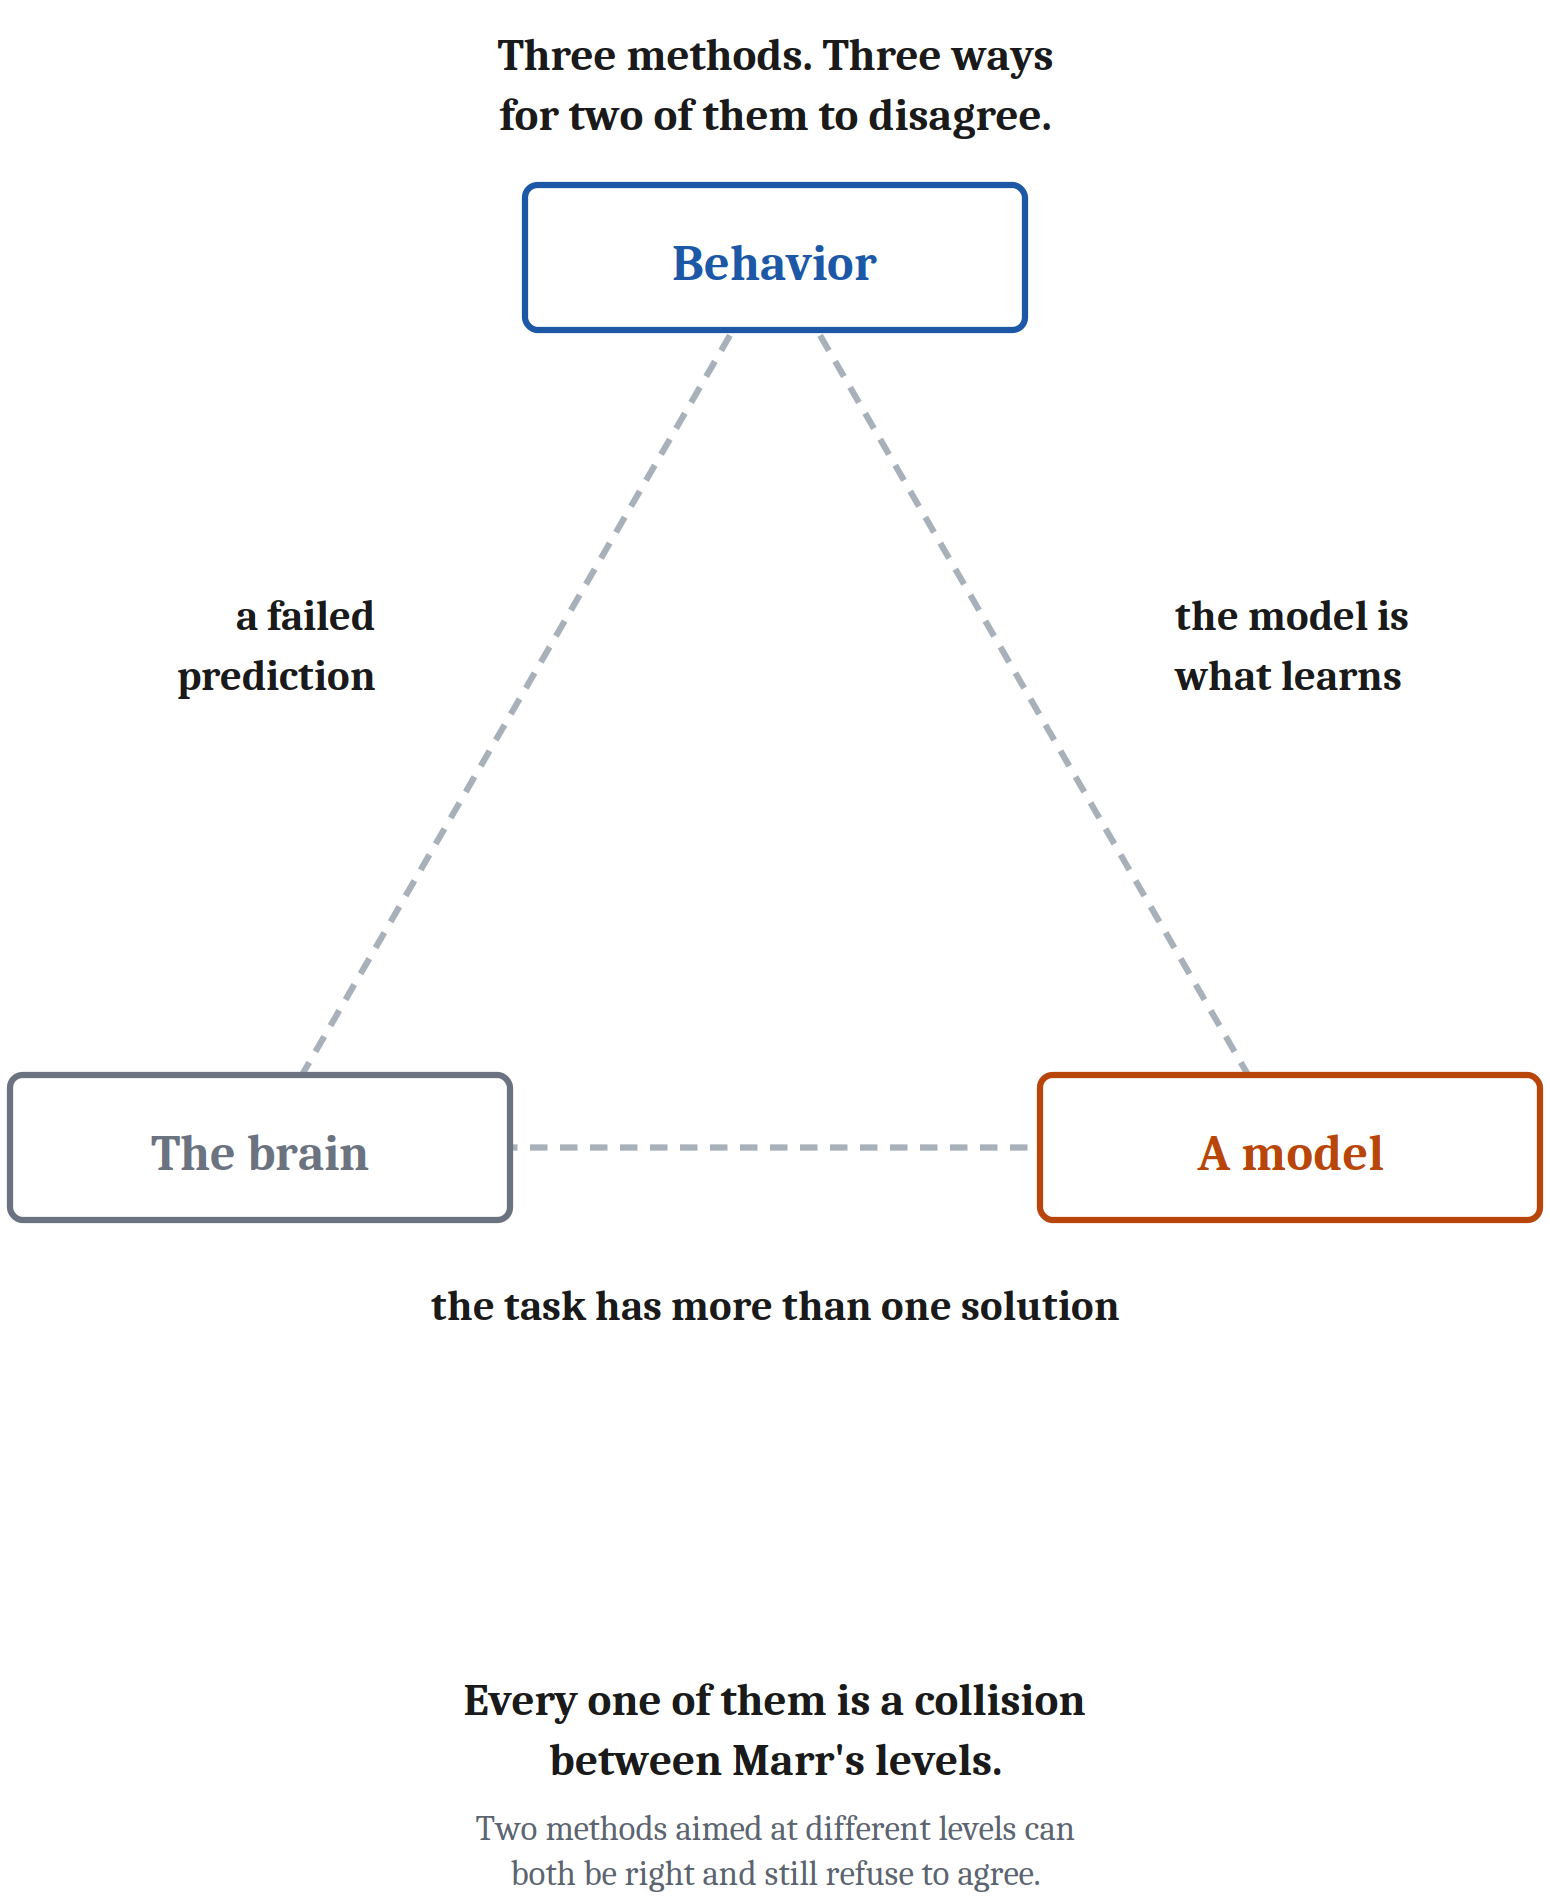 Three methods. Three ways
for two of them to disagree.
Behavior
a failed
prediction
the model is
what learns
The brain
A model
the task has more than one solution
Every one of them is a collision
between Marr's levels.
Two methods aimed at different levels can
both be right and still refuse to agree.